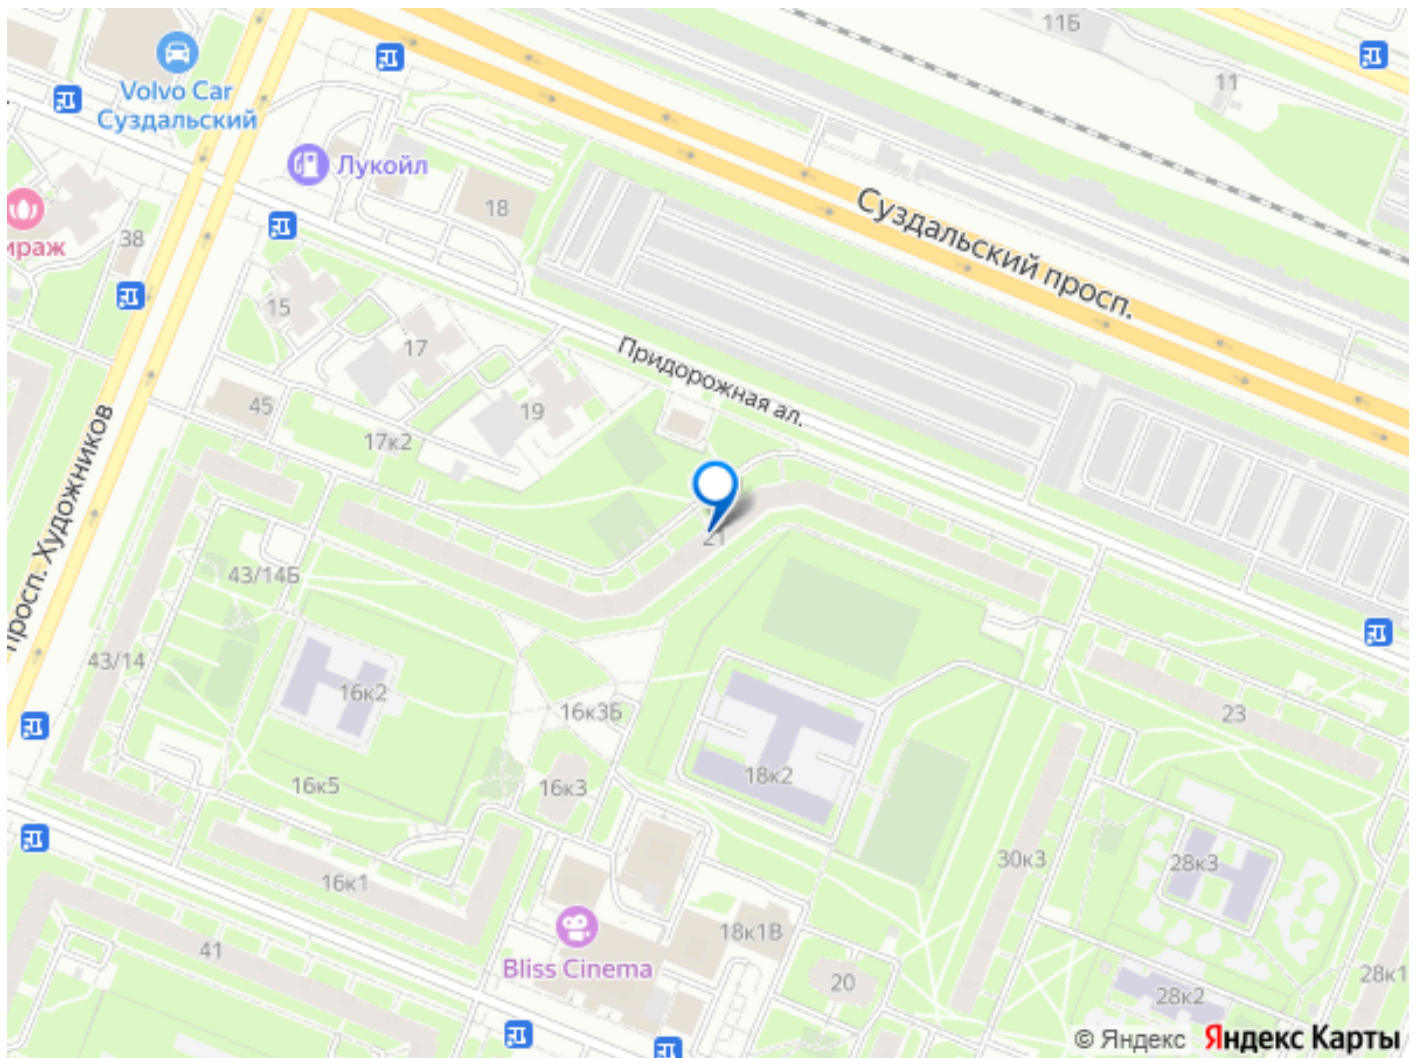 11Б
11
Volvo Car
Суздальский
Лукойл
18
Суздальский просп.
38
ираж
15
17
Придорожная ал.
19
45
17к2
просп. Художников
21
43/14Б
43/14
16к2
16к3Б
23
18к2
16к5
16к3
30к3
28к3
16к1
18к1В
41
Bliss Cinema
20
28к1
28к2
© Яндекс Яндекс Карты